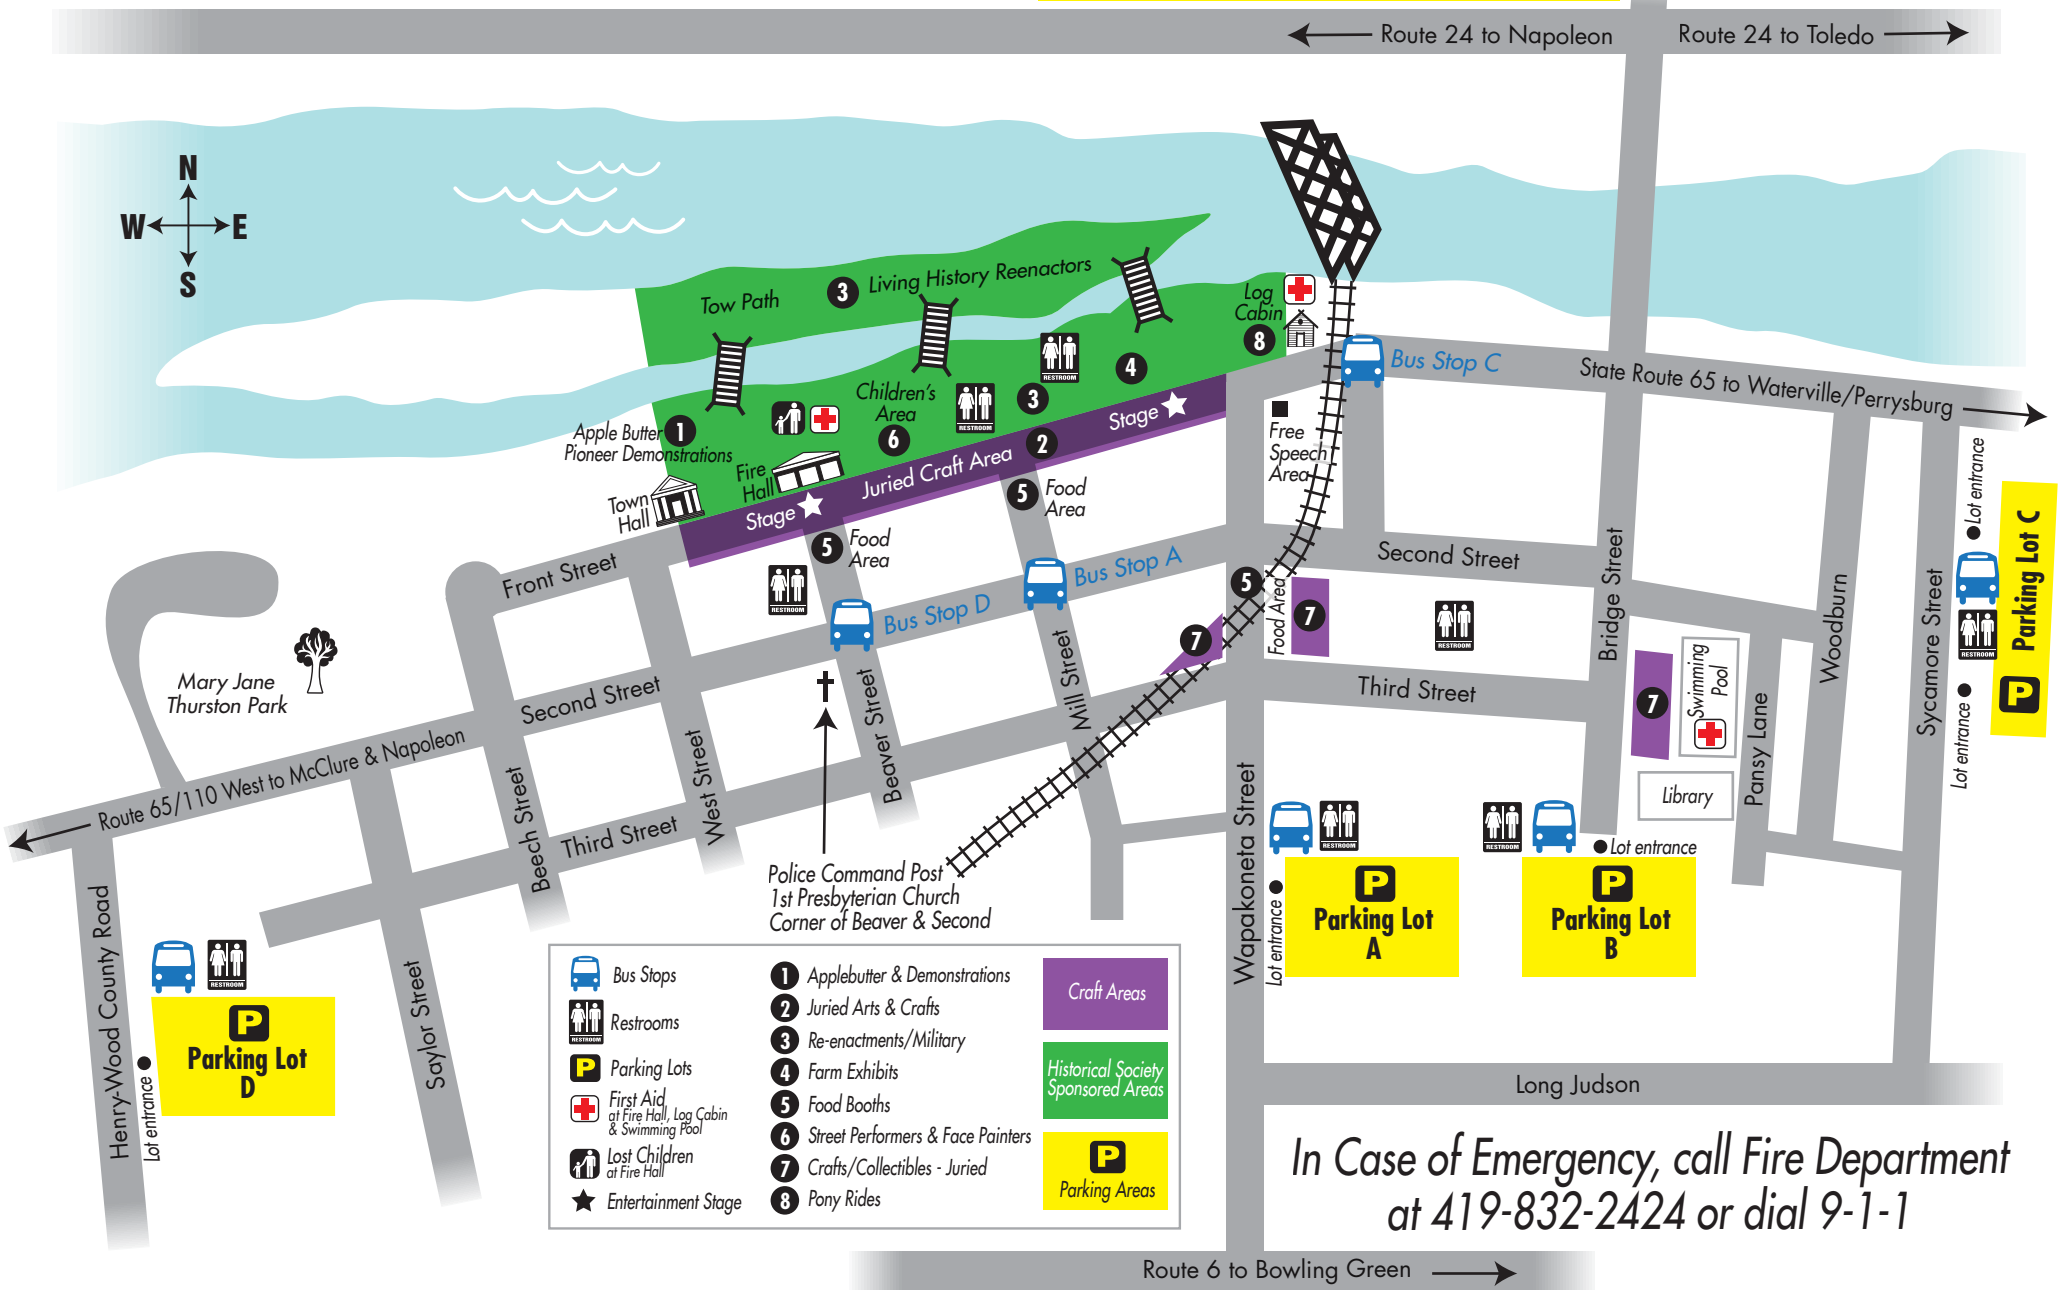 Route 24 to Napoleon
Route 24 to Toledo
N
W
E
S
Tow Path
3
Living History Reenactors
Log
Cabin
8
4
RESTROOM
3
Children's
Area
6
RESTROOM
1
Apple Butter
Pioneer Demonstrations
Fire
Hall
Town
Hall
Stage
Juried Craft Area
2
Stage
Bus Stop C
State Route 65 to Waterville/Perrysburg
Free
Speech
Area
5
Food
Area
5
Food
Area
RESTROOM
Front Street
Bus Stop D
Bus Stop A
Second Street
Second Street
5
Food Area
7
7
RESTROOM
Bridge Street
7
Swimming
Pool
Library
Pansy Lane
Woodburn
Sycamore Street
Lot entrance
RESTROOM
Parking Lot C
P
Lot entrance
Mary Jane
Thurston Park
Route 65/110 West to McClure & Napoleon
Beech Street
West Street
Beaver Street
Mill Street
Third Street
Third Street
Wapakoneta Street
Police Command Post
1st Presbyterian Church
Corner of Beaver & Second
RESTROOM
Lot entrance
P
Parking Lot
A
RESTROOM
Lot entrance
P
Parking Lot
B
Henry-Wood County Road
RESTROOM
P
Parking Lot
D
Lot entrance
Saylor Street
Bus Stops
RESTROOM
Restrooms
P
Parking Lots
First Aid
at Fire Hall, Log Cabin
& Swimming Pool
Lost Children
at Fire Hall
Entertainment Stage
1 Applebutter & Demonstrations
2 Juried Arts & Crafts
3 Re-enactments/Military
4 Farm Exhibits
5 Food Booths
6 Street Performers & Face Painters
7 Crafts/Collectibles - Juried
8 Pony Rides
Craft Areas
Historical Society
Sponsored Areas
P
Parking Areas
Long Judson
In Case of Emergency, call Fire Department
at 419-832-2424 or dial 9-1-1
Route 6 to Bowling Green